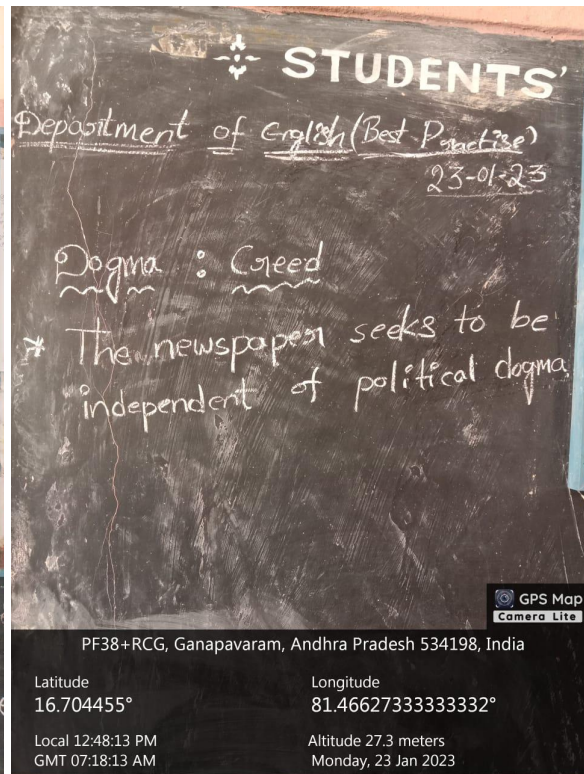 STUDENTS'
Department of English (Best Practise)
23-01-23
Dogma : Creed
* The newspaper seeks to be
independent of political dogma
GPS Map
Camera Lite
PF38+RCG, Ganapavaram, Andhra Pradesh 534198, India
Latitude
16.704455°
Longitude
81.46627333333332°
Local 12:48:13 PM
GMT 07:18:13 AM
Altitude 27.3 meters
Monday, 23 Jan 2023